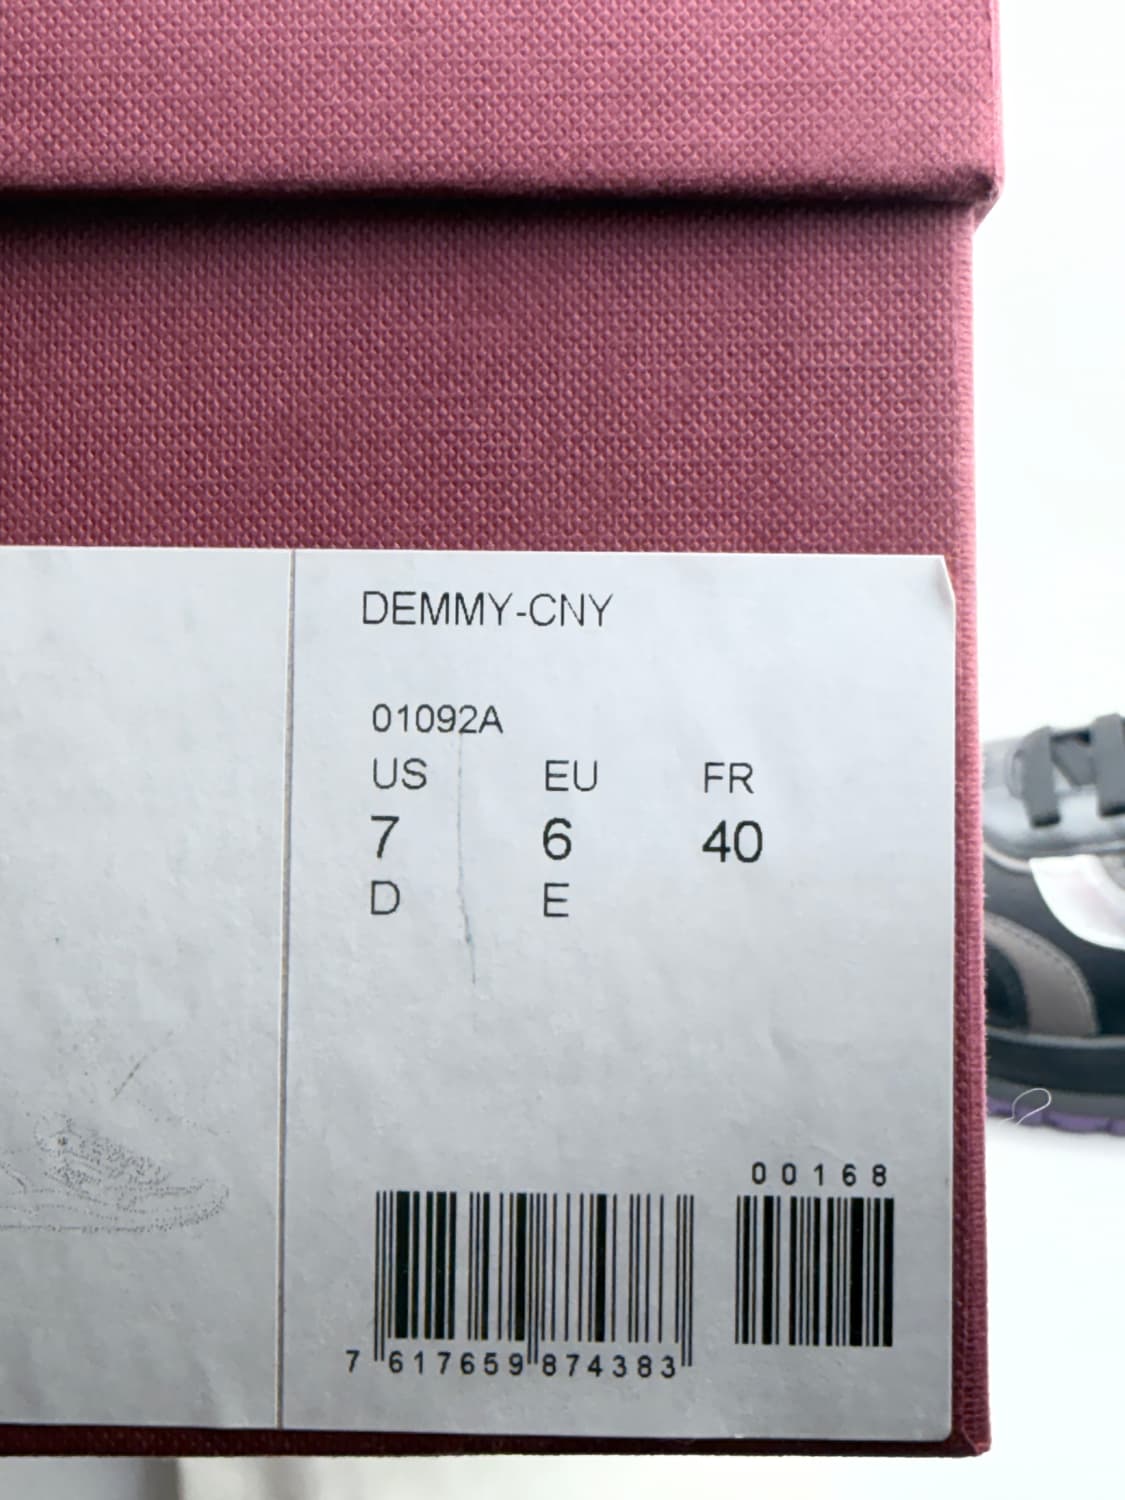 DEMMY-CNY
01092A
US EU FR
7 6 40
D E
00168
7 617659 874383